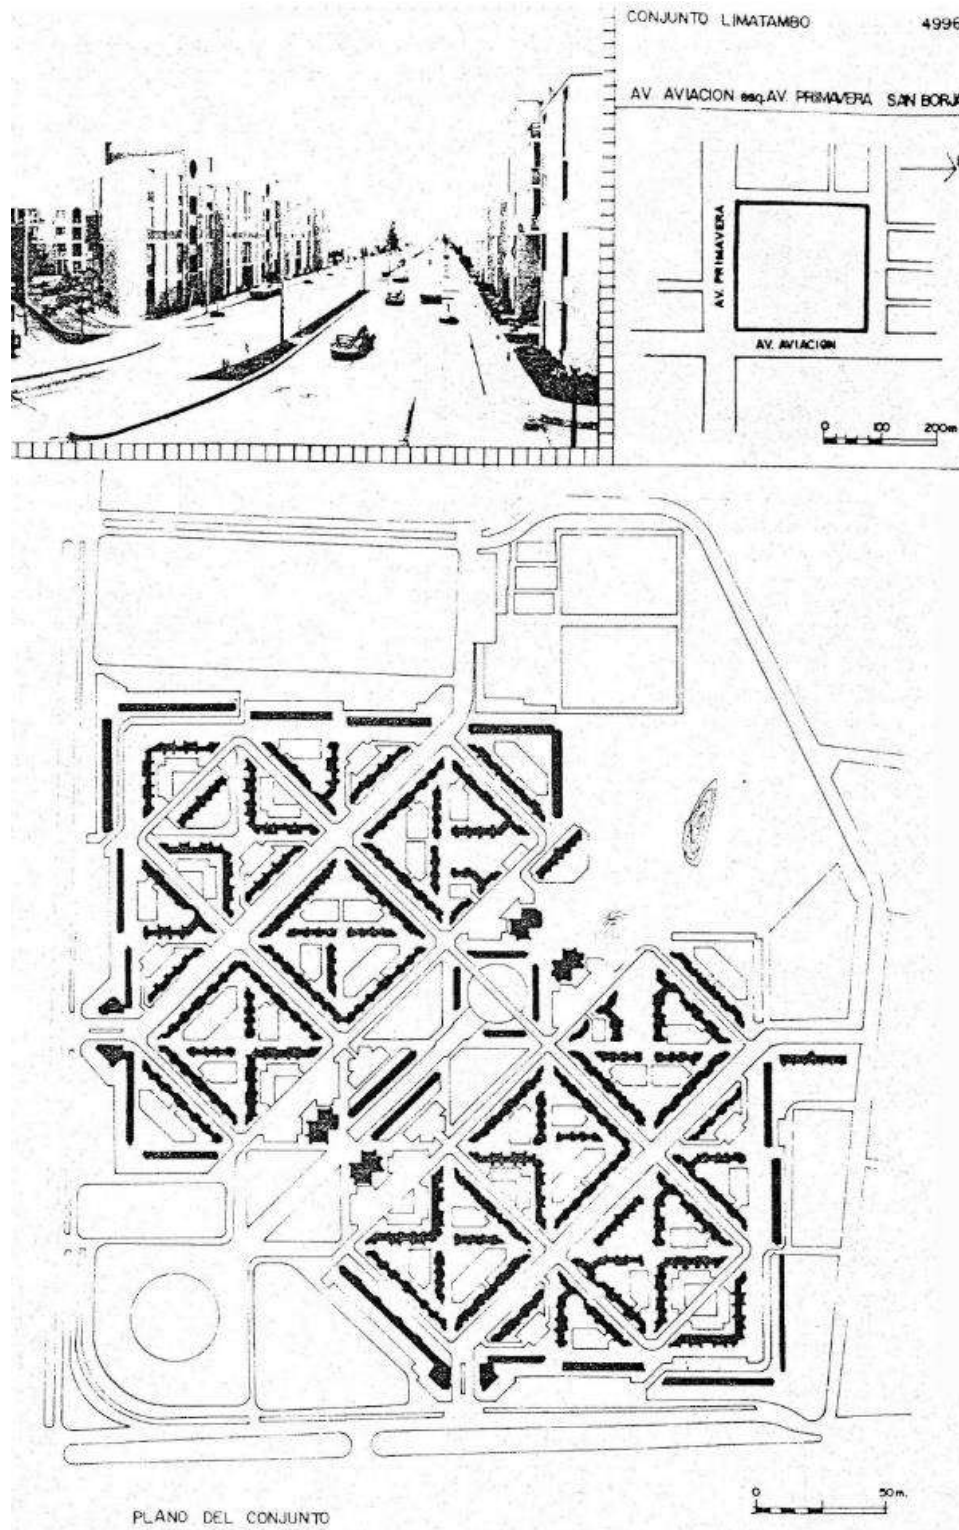 CONJUNTO LIMATAMBO 4996
AV. AVIACION esq. AV. PRIMAVERA SAN BORJA
AV. PRIMAVERA
AV. AVIACION
0 100 200m
0 50 m.
PLANO DEL CONJUNTO